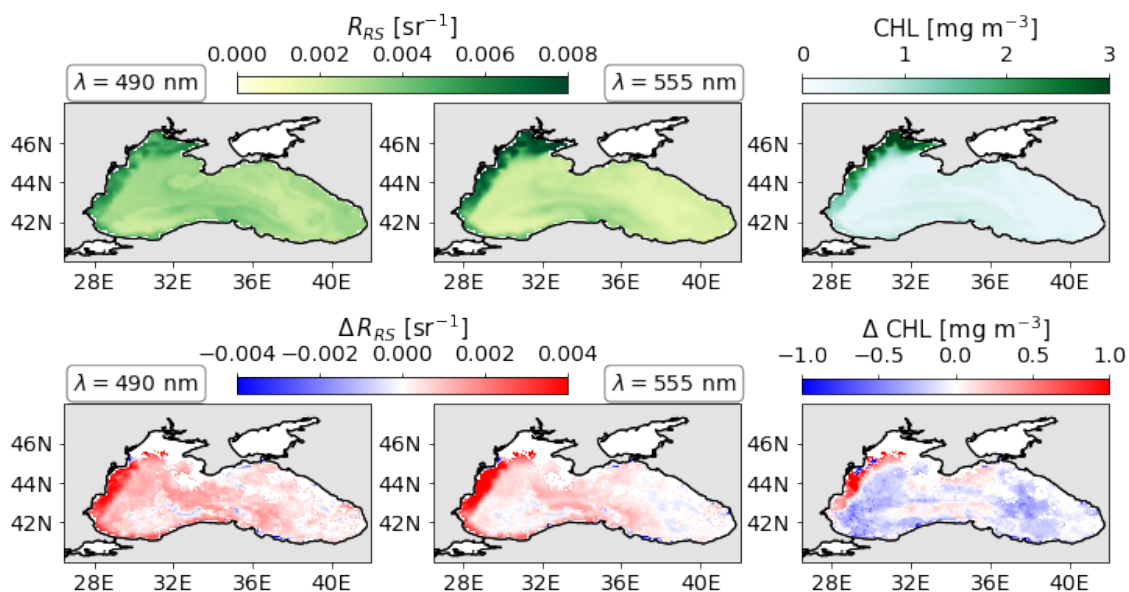 R_RS [sr⁻¹]
CHL [mg m⁻³]
0.000 0.002 0.004 0.006 0.008
0 1 2 3
λ = 490 nm
λ = 555 nm
46N
44N
42N
46N
44N
42N
46N
44N
42N
28E 32E 36E 40E
28E 32E 36E 40E
28E 32E 36E 40E
ΔR_RS [sr⁻¹]
Δ CHL [mg m⁻³]
−0.004 −0.002 0.000 0.002 0.004
−1.0 −0.5 0.0 0.5 1.0
λ = 490 nm
λ = 555 nm
46N
44N
42N
46N
44N
42N
46N
44N
42N
28E 32E 36E 40E
28E 32E 36E 40E
28E 32E 36E 40E